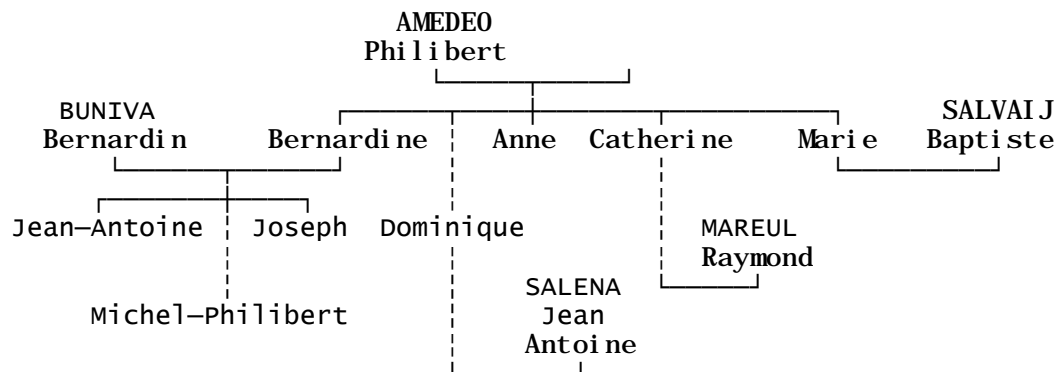 AMEDEO
Philibert
BUNIVA SALVAIJ
Bernardin Bernardine Anne Catherine Marie Baptiste
Jean-Antoine Joseph Dominique MAREUL
Raymond
SALENA
Michel-Philibert Jean
Antoine